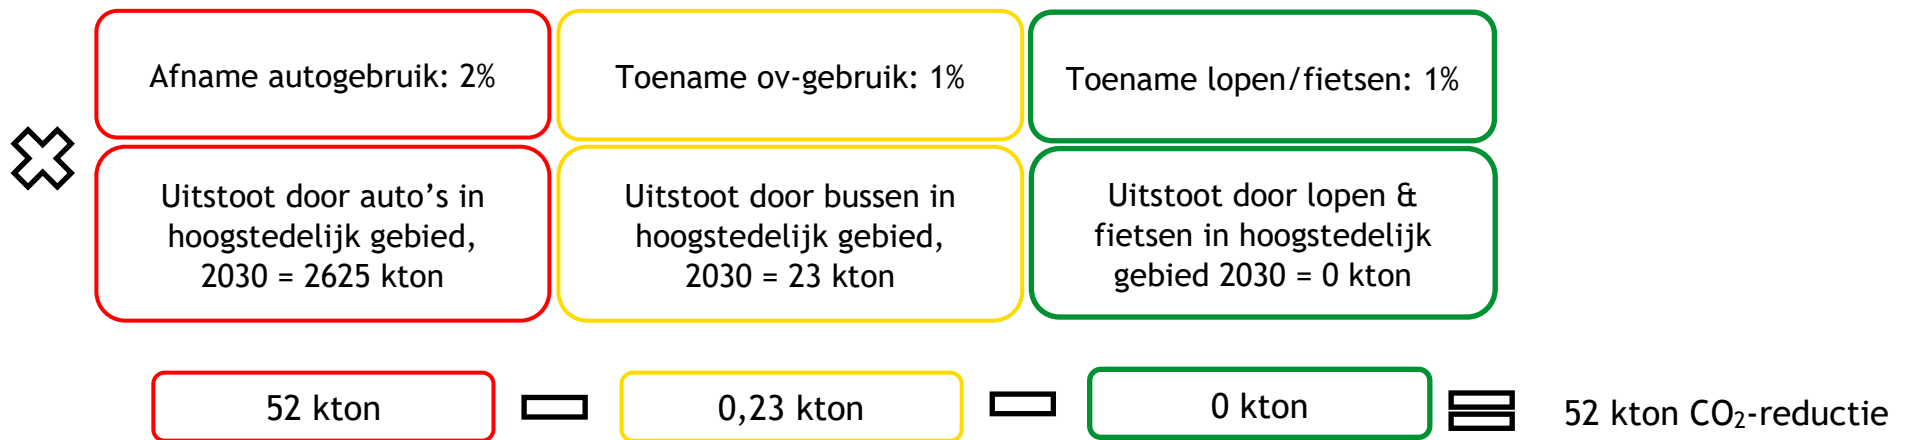 Afname autogebruik: 2%
Toename ov-gebruik: 1%
Toename lopen/fietsen: 1%
Uitstoot door auto's in
hoogstedelijk gebied,
2030 = 2625 kton
Uitstoot door bussen in
hoogstedelijk gebied,
2030 = 23 kton
Uitstoot door lopen &
fietsen in hoogstedelijk
gebied 2030 = 0 kton
52 kton
0,23 kton
0 kton
52 kton CO₂-reductie